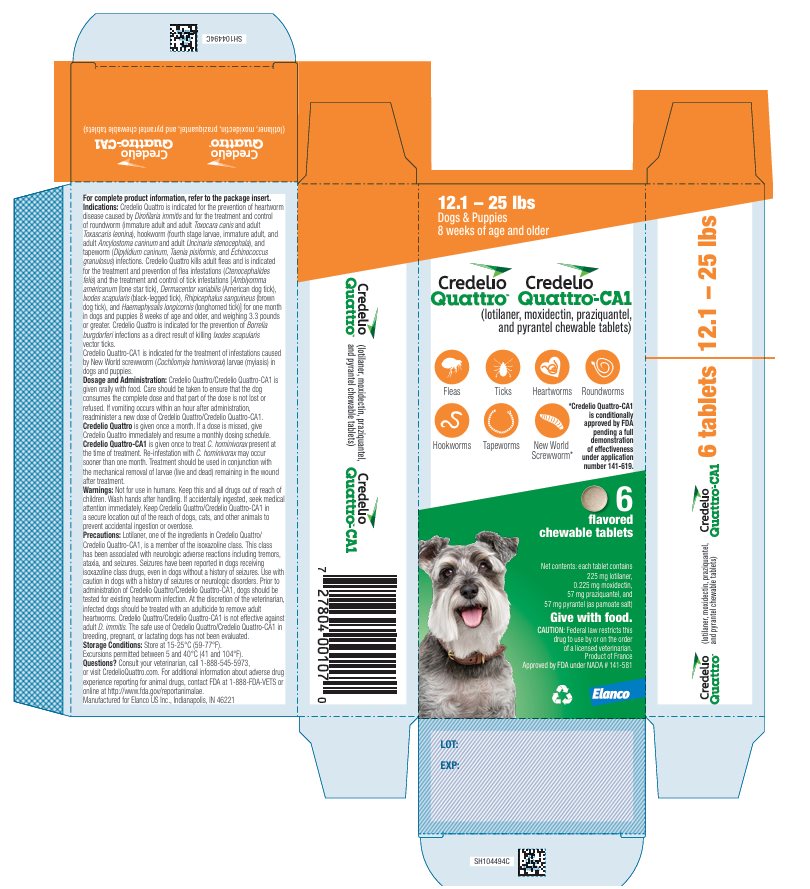 SH104494C
(lotilaner, moxidectin, praziquantel, and pyrantel chewable tablets)
Credelio
Quattro
Credelio
Quattro-CA1
For complete product information, refer to the package insert.
Indications: Credelio Quattro is indicated for the prevention of heartworm
disease caused by Dirofilaria immitis and for the treatment and control
of roundworm (immature adult and adult Toxocara canis and adult
Toxascaris leonina), hookworm (fourth stage larvae, immature adult, and
adult Ancylostoma caninum and adult Uncinaria stenocephala), and
tapeworm (Dipylidium caninum, Taenia pisiformis, and Echinococcus
granulosus) infections. Credelio Quattro kills adult fleas and is indicated
for the treatment and prevention of flea infestations (Ctenocephalides
felis) and the treatment and control of tick infestations [Amblyomma
americanum (lone star tick), Dermacentor variabilis (American dog tick),
Ixodes scapularis (black-legged tick), Rhipicephalus sanguineus (brown
dog tick), and Haemaphysalis longicornis (longhorned tick)] for one month
in dogs and puppies 8 weeks of age and older, and weighing 3.3 pounds
or greater. Credelio Quattro is indicated for the prevention of Borrelia
burgdorferi infections as a direct result of killing Ixodes scapularis
vector ticks.
Credelio Quattro-CA1 is indicated for the treatment of infestations caused
by New World screwworm (Cochliomyia hominivorax) larvae (myiasis) in
dogs and puppies.
Dosage and Administration: Credelio Quattro/Credelio Quattro-CA1 is
given orally with food. Care should be taken to ensure that the dog
consumes the complete dose and that part of the dose is not lost or
refused. If vomiting occurs within an hour after administration,
readminister a new dose of Credelio Quattro/Credelio Quattro-CA1.
Credelio Quattro is given once a month. If a dose is missed, give
Credelio Quattro immediately and resume a monthly dosing schedule.
Credelio Quattro-CA1 is given once to treat C. hominivorax present at
the time of treatment. Re-infestation with C. hominivorax may occur
sooner than one month. Treatment should be used in conjunction with
the mechanical removal of larvae (live and dead) remaining in the wound
after treatment.
Warnings: Not for use in humans. Keep this and all drugs out of reach of
children. Wash hands after handling. If accidentally ingested, seek medical
attention immediately. Keep Credelio Quattro/Credelio Quattro-CA1 in
a secure location out of the reach of dogs, cats, and other animals to
prevent accidental ingestion or overdose.
Precautions: Lotilaner, one of the ingredients in Credelio Quattro/
Credelio Quattro-CA1, is a member of the isoxazoline class. This class
has been associated with neurologic adverse reactions including tremors,
ataxia, and seizures. Seizures have been reported in dogs receiving
isoxazoline class drugs, even in dogs without a history of seizures. Use with
caution in dogs with a history of seizures or neurologic disorders. Prior to
administration of Credelio Quattro/Credelio Quattro-CA1, dogs should be
tested for existing heartworm infection. At the discretion of the veterinarian,
infected dogs should be treated with an adulticide to remove adult
heartworms. Credelio Quattro/Credelio Quattro-CA1 is not effective against
adult D. immitis. The safe use of Credelio Quattro/Credelio Quattro-CA1 in
breeding, pregnant, or lactating dogs has not been evaluated.
Storage Conditions: Store at 15-25°C (59-77°F).
Excursions permitted between 5 and 40°C (41 and 104°F).
Questions? Consult your veterinarian, call 1-888-545-5973,
or visit CredelioQuattro.com. For additional information about adverse drug
experience reporting for animal drugs, contact FDA at 1-888-FDA-VETS or
online at http://www.fda.gov/reportanimalae.
Manufactured for Elanco US Inc., Indianapolis, IN 46221
Credelio
Quattro
(lotilaner, moxidectin, praziquantel,
and pyrantel chewable tablets)
Credelio
Quattro-CA1
7 27804 00107 0
12.1 – 25 lbs
Dogs & Puppies
8 weeks of age and older
Credelio
Quattro™
Credelio
Quattro-CA1
(lotilaner, moxidectin, praziquantel,
and pyrantel chewable tablets)
Fleas
Ticks
Heartworms
Roundworms
Hookworms
Tapeworms
New World
Screwworm*
*Credelio Quattro-CA1
is conditionally
approved by FDA
pending a full
demonstration
of effectiveness
under application
number 141-619.
6
flavored
chewable tablets
Net contents: each tablet contains
225 mg lotilaner,
0.225 mg moxidectin,
57 mg praziquantel, and
57 mg pyrantel (as pamoate salt)
Give with food.
CAUTION: Federal law restricts this
drug to use by or on the order
of a licensed veterinarian.
Product of France
Approved by FDA under NADA # 141-581
Elanco
LOT:
EXP:
SH104494C
Credelio
Quattro™
(lotilaner, moxidectin, praziquantel,
and pyrantel chewable tablets)
Credelio
Quattro-CA1
6 tablets 12.1 – 25 lbs